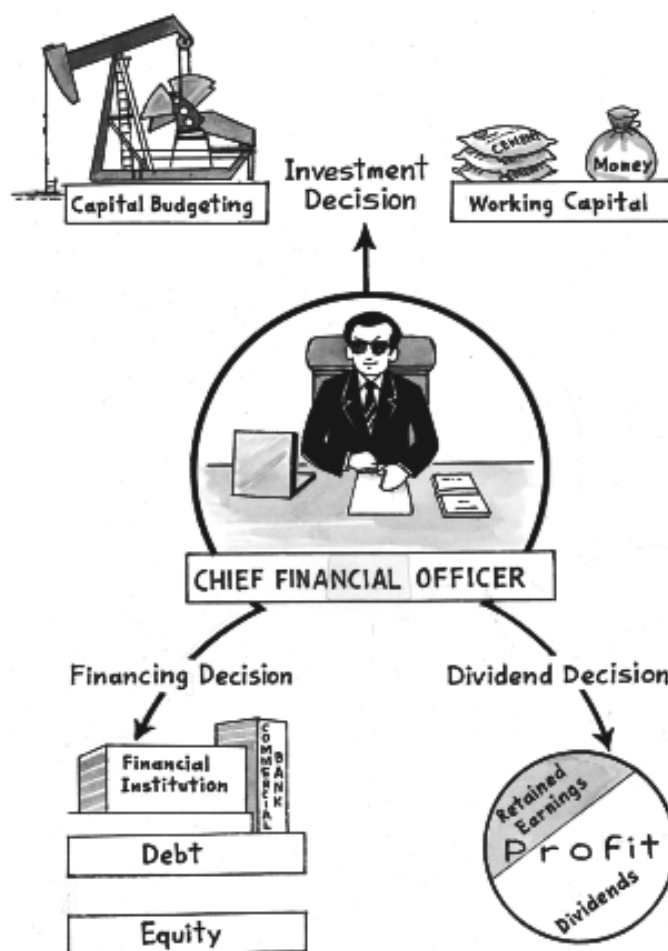 Investment
Decision
Capital Budgeting
CEMENT
Money
Working Capital
CHIEF FINANCIAL OFFICER
Financing Decision
Dividend Decision
Financial
Institution
COMMERCIAL
BANK
Debt
Equity
Retained
Earnings
Profit
Dividends